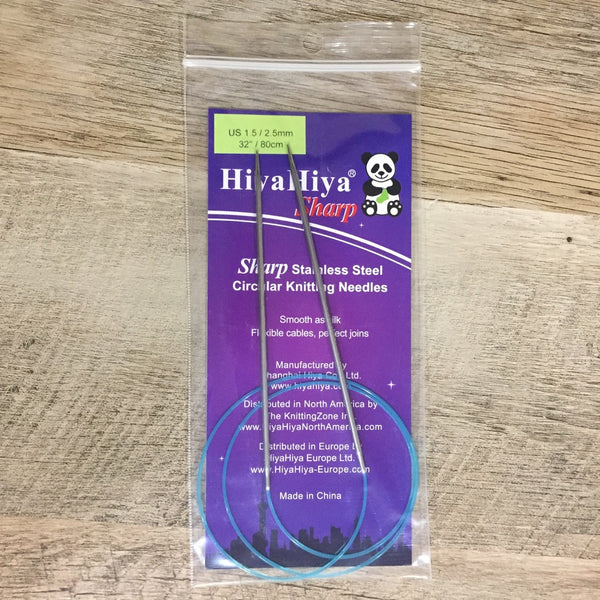 US 1.5 / 2.5mm
32" / 80cm
HiyaHiya®
Sharp
Sharp Stainless Steel
Circular Knitting Needles
Smooth as silk
Flexible cables, perfect joins
Manufactured by
Shanghai Hiya Co., Ltd.
www.hiyahiya.com
Distributed in North America by
The KnittingZone Inc.
www.HiyaHiyaNorthAmerica.com
Distributed in Europe by
HiyaHiya Europe Ltd.
www.HiyaHiya-Europe.com
Made in China